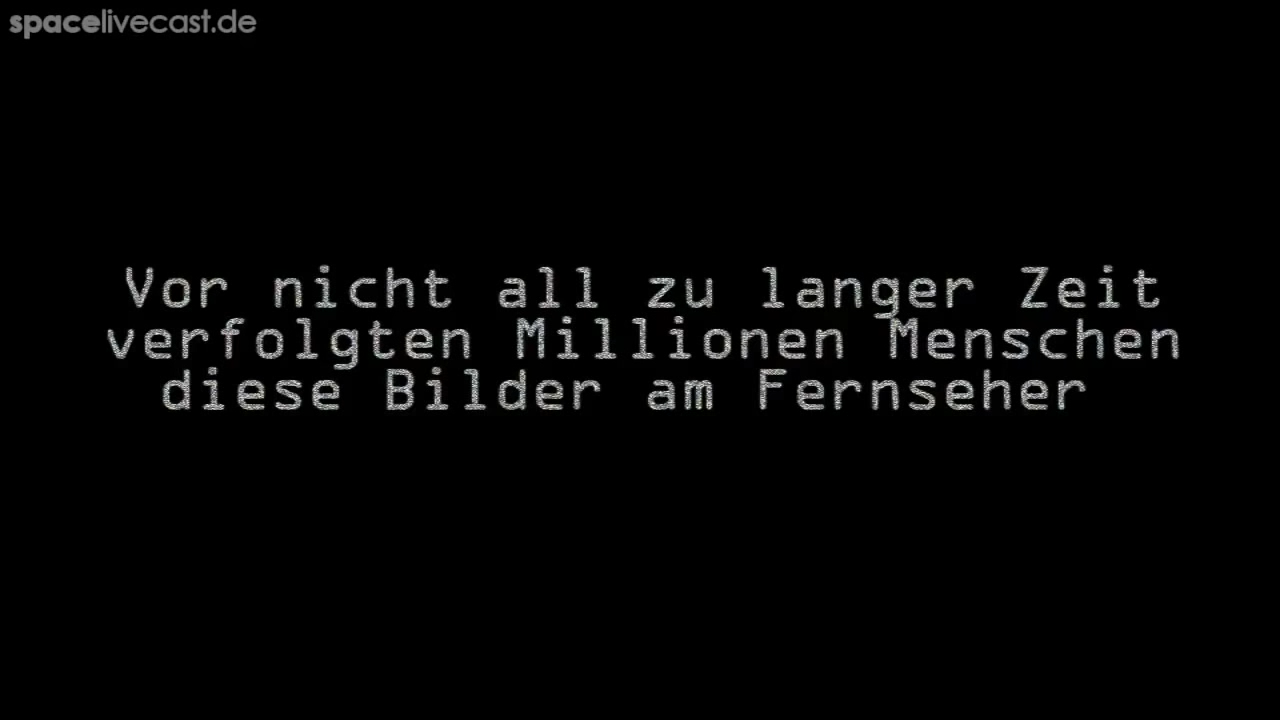 spacelivecast.de
Vor nicht all zu langer Zeit
verfolgten Millionen Menschen
diese Bilder am Fernseher